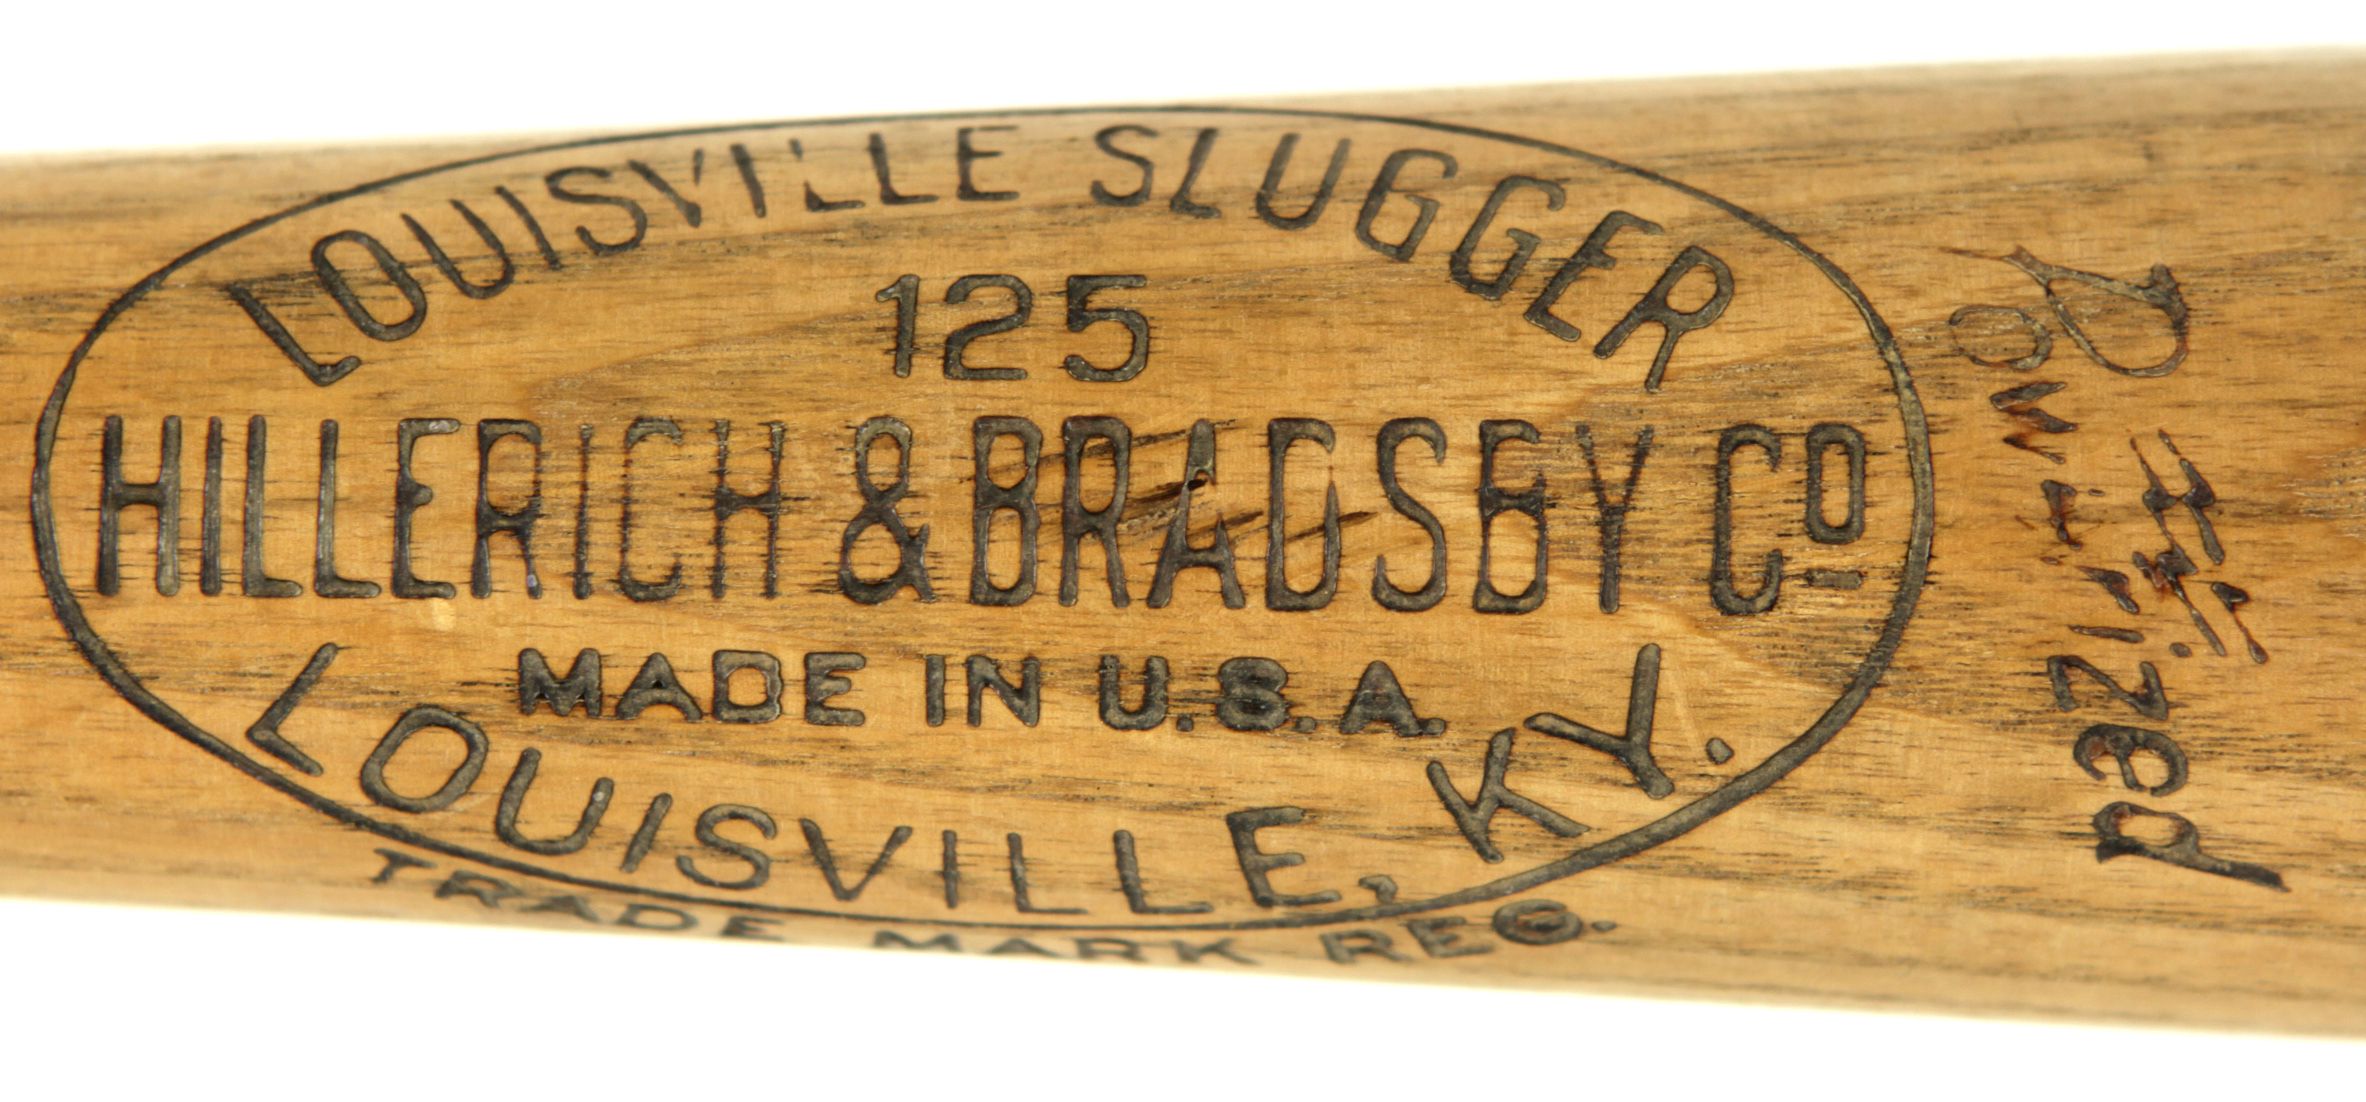 LOUISVILLE SLUGGER
125
HILLERICH & BRADSBY Cº
MADE IN U.S.A.
LOUISVILLE, KY.
TRADE MARK REG.
Powerized